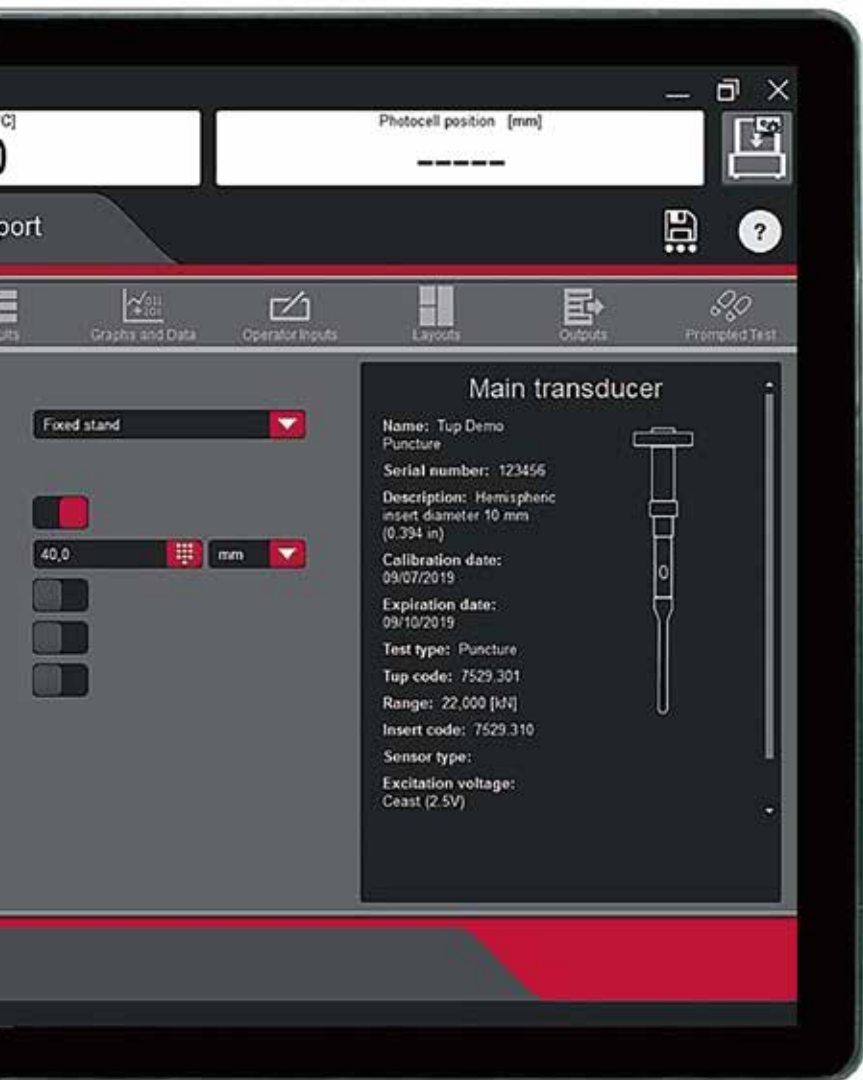 °C]
Photocell position [mm]
-----
port
?
ults
Graphs and Data
Operator Inputs
Layouts
Outputs
Prompted Test
Main transducer
Fixed stand
Name: Tup Demo
Puncture
Serial number: 123456
Description: Hemispheric
insert diameter 10 mm
(0.394 in)
40,0
mm
Calibration date:
09/07/2019
Expiration date:
09/10/2019
Test type: Puncture
Tup code: 7529.301
Range: 22,000 [kN]
Insert code: 7529.310
Sensor type:
Excitation voltage:
Ceast (2.5V)